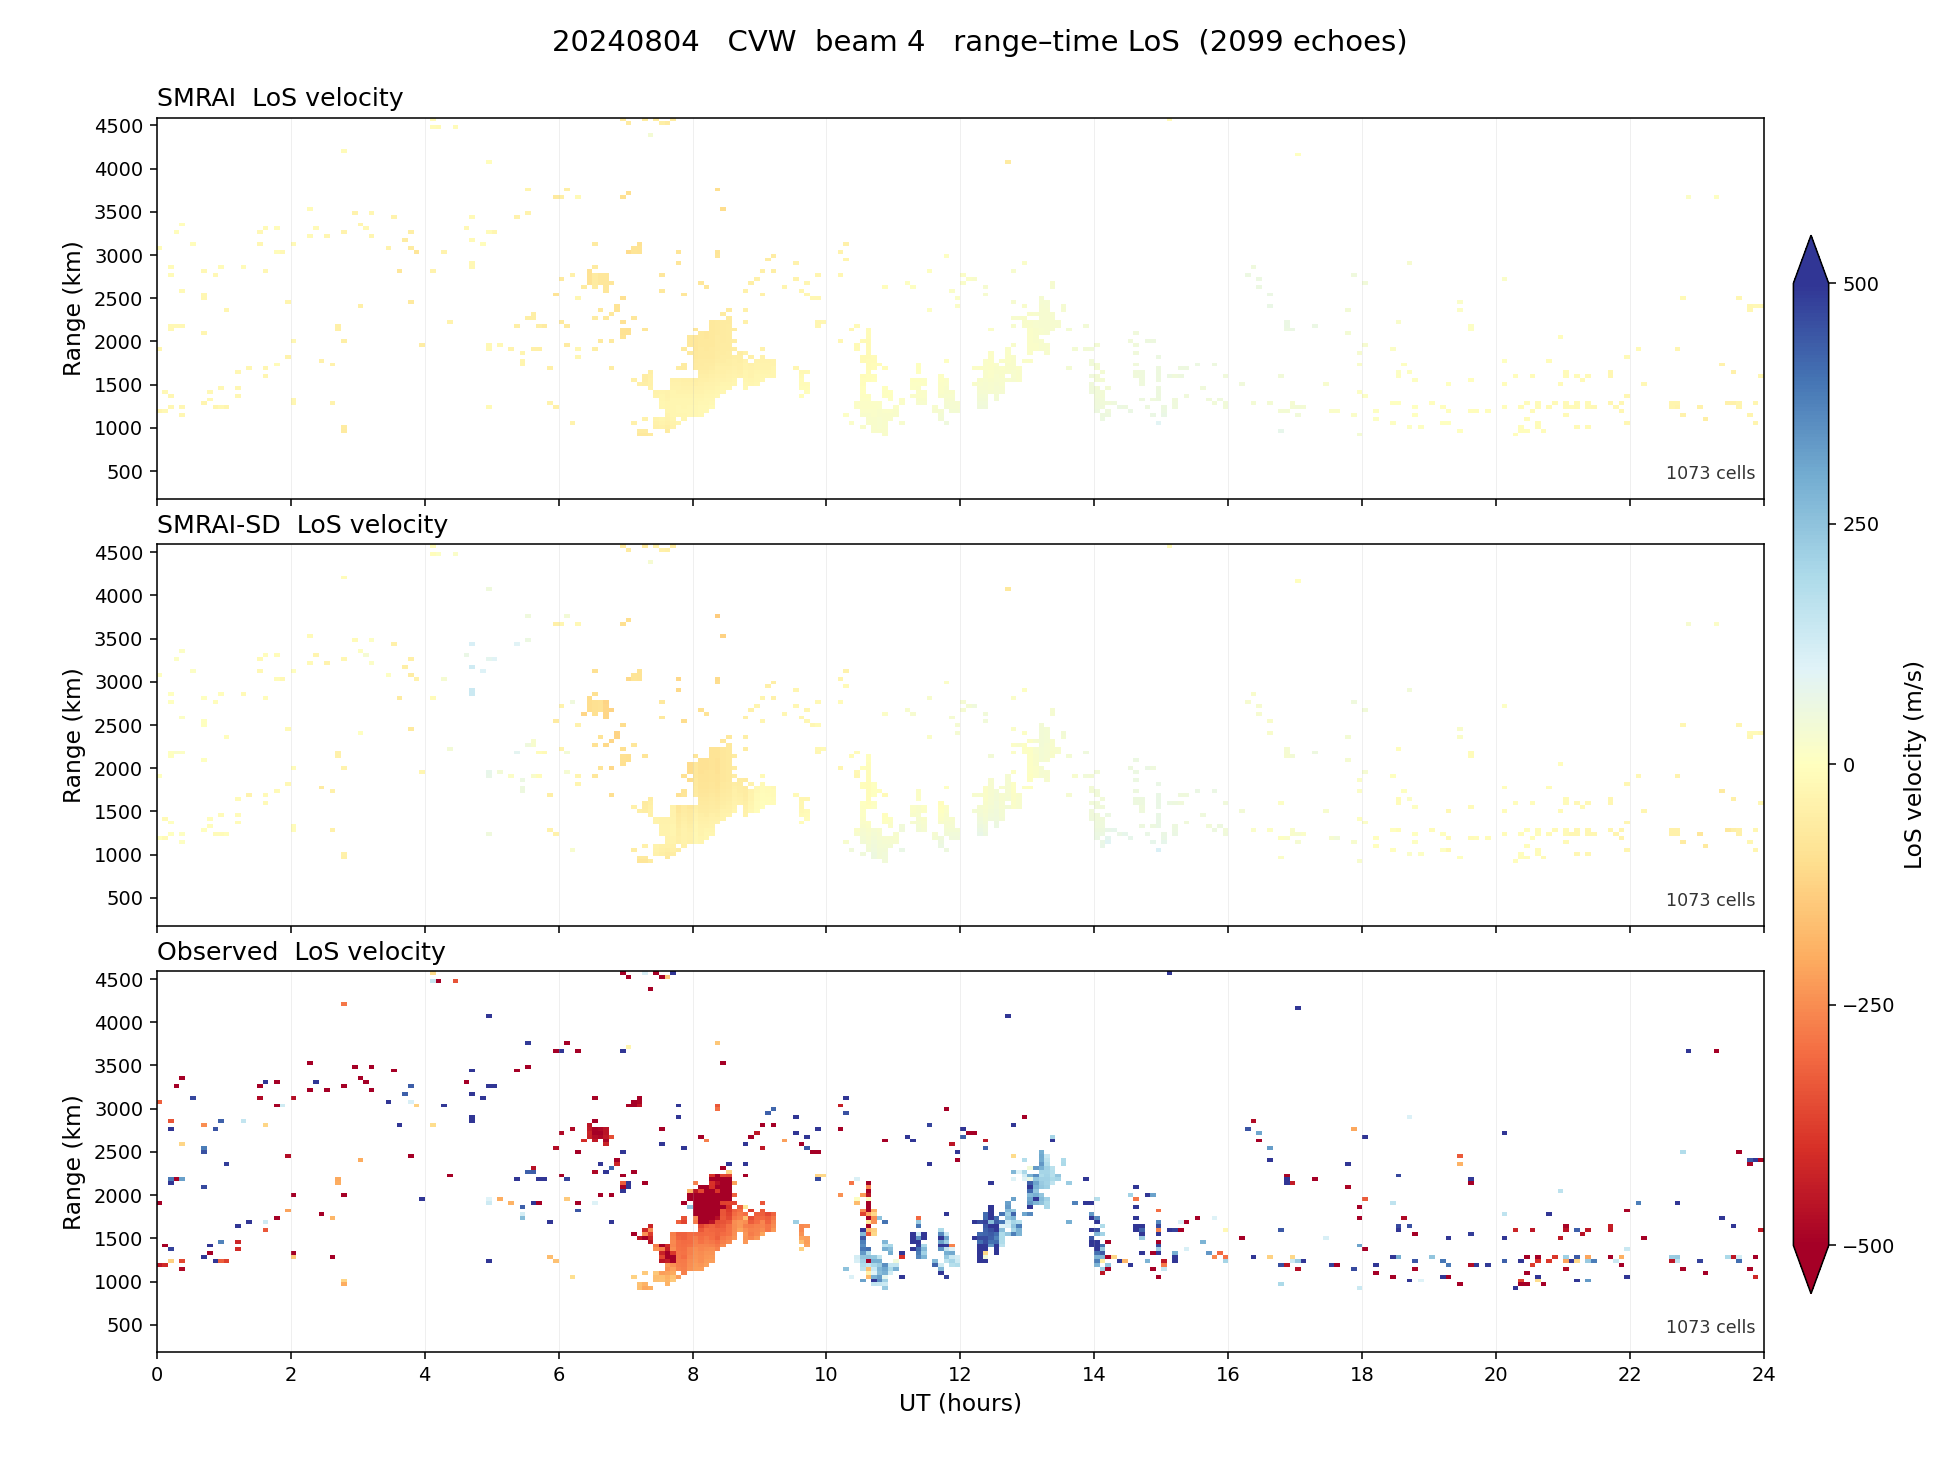 20240804 CVW beam 4 range–time LoS (2099 echoes)
SMRAI LoS velocity
4500
4000
3500
3000
2500
2000
1500
1000
500
Range (km)
1073 cells
SMRAI-SD LoS velocity
4500
4000
3500
3000
2500
2000
1500
1000
500
Range (km)
1073 cells
Observed LoS velocity
4500
4000
3500
3000
2500
2000
1500
1000
500
Range (km)
1073 cells
0 2 4 6 8 10 12 14 16 18 20 22 24
UT (hours)
500
250
0
−250
−500
LoS velocity (m/s)